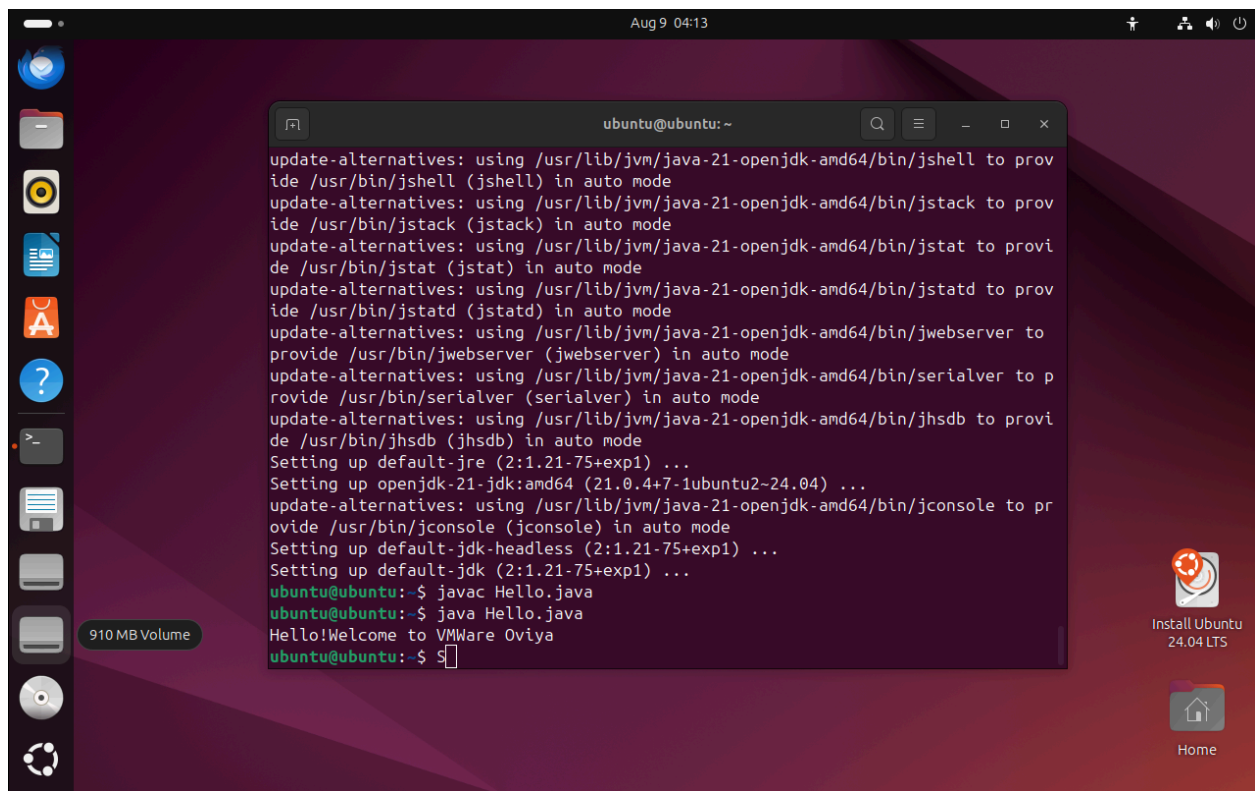 Aug 9 04:13
ubuntu@ubuntu: ~
update-alternatives: using /usr/lib/jvm/java-21-openjdk-amd64/bin/jshell to prov
ide /usr/bin/jshell (jshell) in auto mode
update-alternatives: using /usr/lib/jvm/java-21-openjdk-amd64/bin/jstack to prov
ide /usr/bin/jstack (jstack) in auto mode
update-alternatives: using /usr/lib/jvm/java-21-openjdk-amd64/bin/jstat to provi
de /usr/bin/jstat (jstat) in auto mode
update-alternatives: using /usr/lib/jvm/java-21-openjdk-amd64/bin/jstatd to prov
ide /usr/bin/jstatd (jstatd) in auto mode
update-alternatives: using /usr/lib/jvm/java-21-openjdk-amd64/bin/jwebserver to
provide /usr/bin/jwebserver (jwebserver) in auto mode
update-alternatives: using /usr/lib/jvm/java-21-openjdk-amd64/bin/serialver to p
rovide /usr/bin/serialver (serialver) in auto mode
update-alternatives: using /usr/lib/jvm/java-21-openjdk-amd64/bin/jhsdb to provi
de /usr/bin/jhsdb (jhsdb) in auto mode
Setting up default-jre (2:1.21-75+exp1) ...
Setting up openjdk-21-jdk:amd64 (21.0.4+7-1ubuntu2~24.04) ...
update-alternatives: using /usr/lib/jvm/java-21-openjdk-amd64/bin/jconsole to pr
ovide /usr/bin/jconsole (jconsole) in auto mode
Setting up default-jdk-headless (2:1.21-75+exp1) ...
Setting up default-jdk (2:1.21-75+exp1) ...
ubuntu@ubuntu:~$ javac Hello.java
ubuntu@ubuntu:~$ java Hello.java
Hello!Welcome to VMWare Oviya
ubuntu@ubuntu:~$ S
910 MB Volume
Install Ubuntu
24.04 LTS
Home